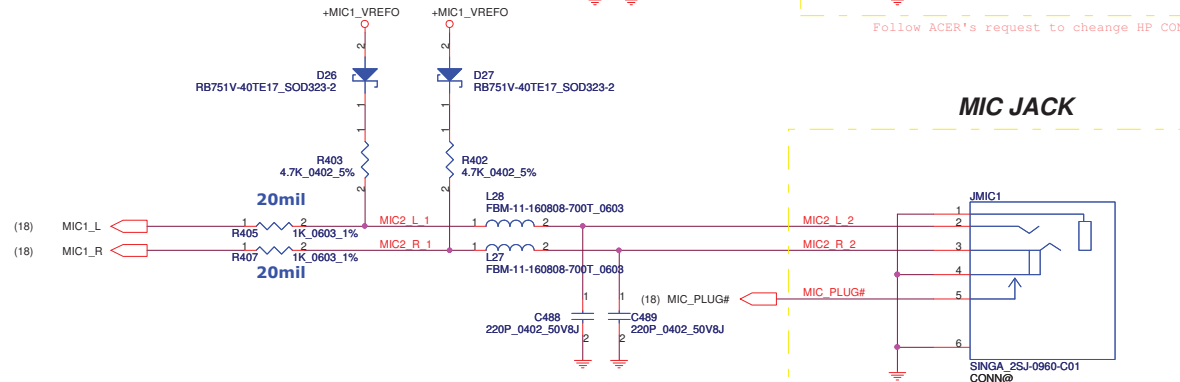 +MIC1_VREFO
+MIC1_VREFO
Follow ACER's request to cheange HP CON
2
2
D26
RB751V-40TE17_SOD323-2
D27
RB751V-40TE17_SOD323-2
1
1
MIC JACK
1
1
R403
4.7K_0402_5%
R402
4.7K_0402_5%
2
2
20mil
L28
FBM-11-160808-700T_0603
JMIC1
(18) MIC1_L
1
2
MIC2_L_1
1
2
MIC2_L_2
1
2
R405
1K_0603_1%
(18) MIC1_R
1
2
MIC2_R_1
1
2
MIC2_R_2
3
R407
1K_0603_1%
20mil
L27
FBM-11-160808-700T_0603
4
1
1
(18) MIC_PLUG#
MIC_PLUG#
5
C488
220P_0402_50V8J
C489
220P_0402_50V8J
2
2
6
SINGA_2SJ-0960-C01
CONN@